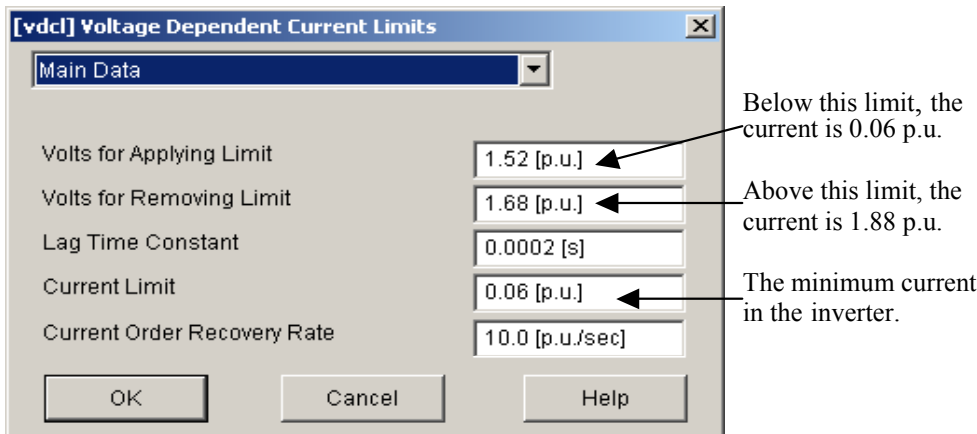 [vdcl] Voltage Dependent Current Limits
Main Data
Volts for Applying Limit
1.52 [p.u.]
Volts for Removing Limit
1.68 [p.u.]
Lag Time Constant
0.0002 [s]
Current Limit
0.06 [p.u.]
Current Order Recovery Rate
10.0 [p.u./sec]
OK
Cancel
Help
Below this limit, the
current is 0.06 p.u.
Above this limit, the
current is 1.88 p.u.
The minimum current
in the inverter.